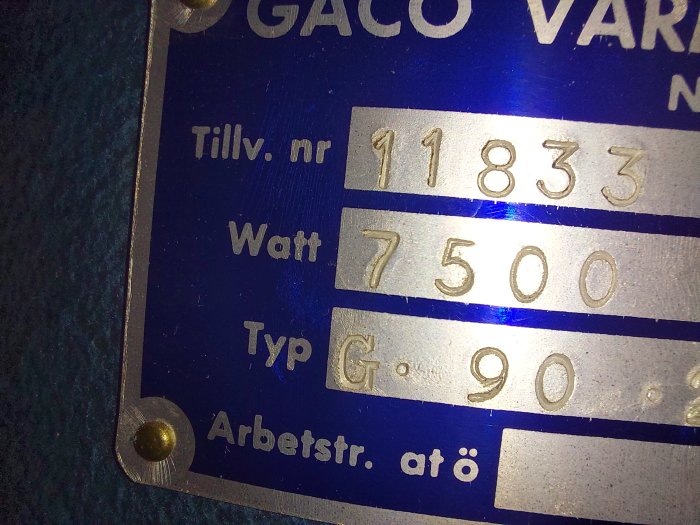 GACO
Tillv. nr 11833
Watt 7500
Typ G. 90
Arbetstr. at ö